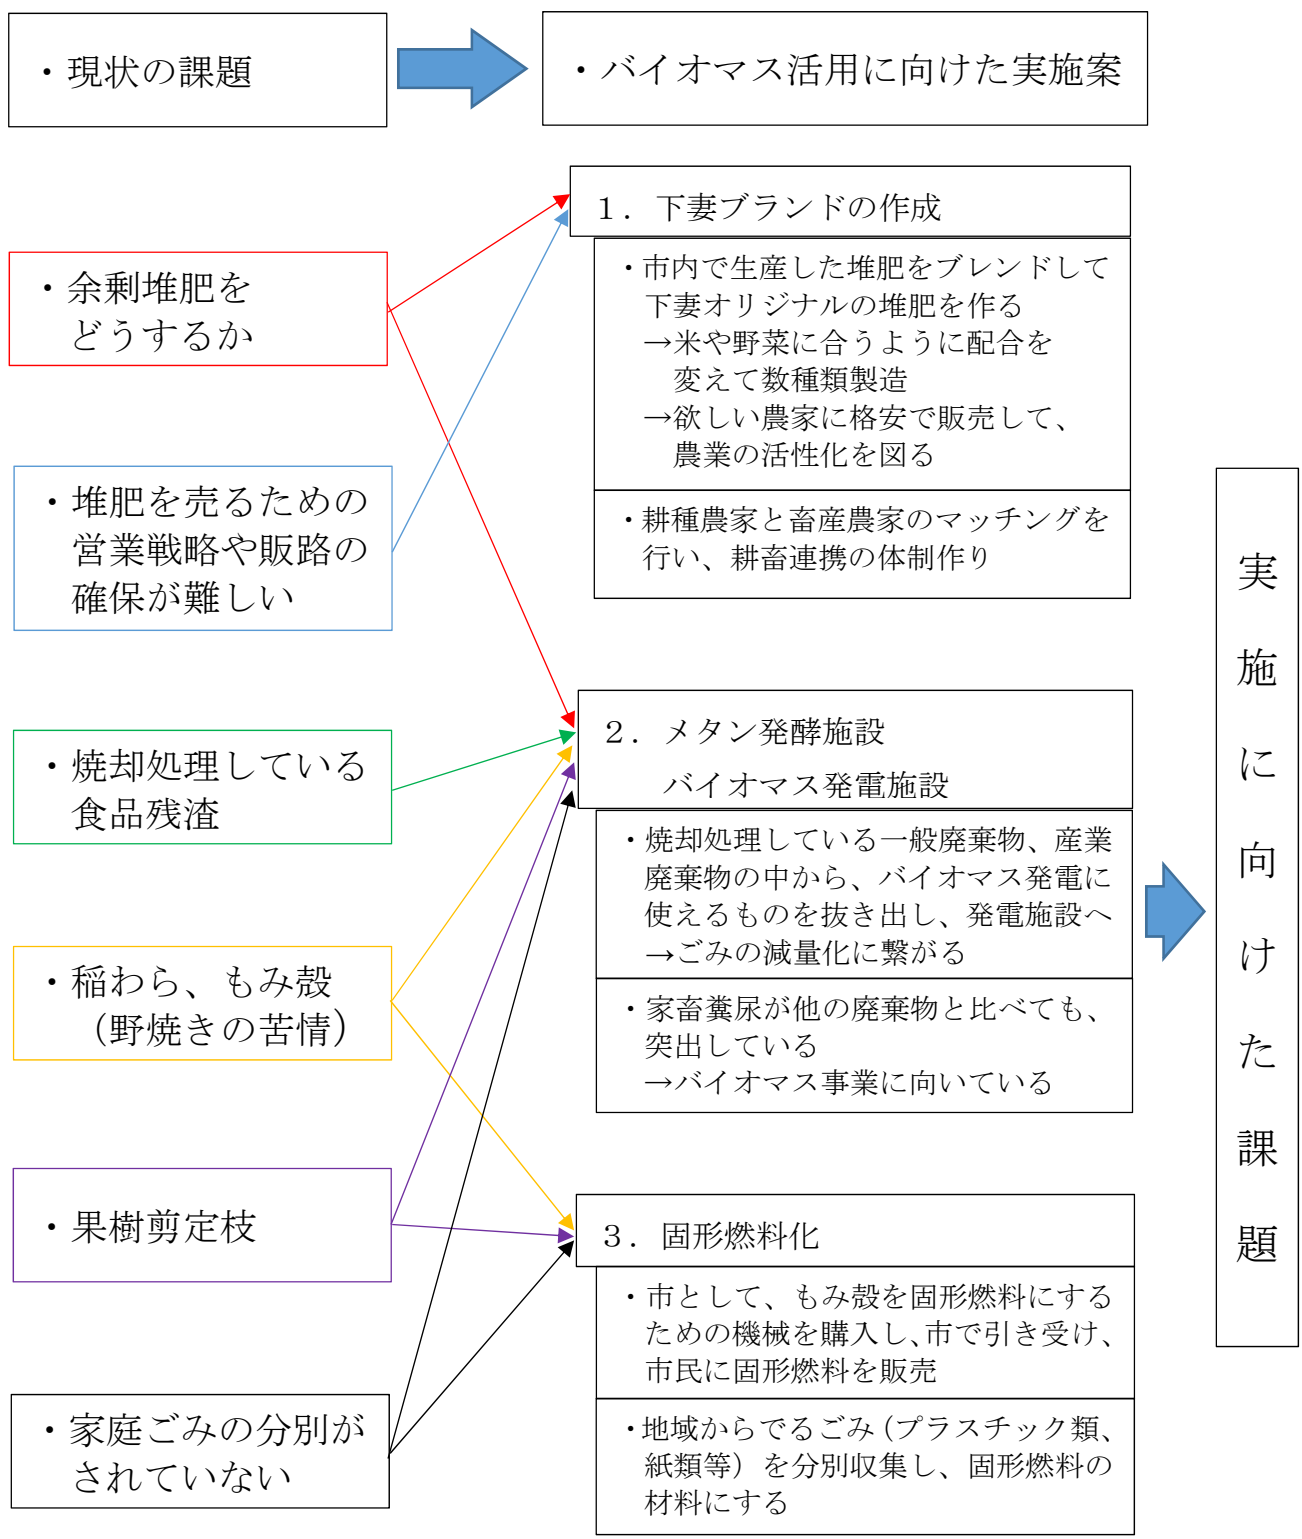 ・現状の課題
・バイオマス活用に向けた実施案
・余剰堆肥を
どうするか
・堆肥を売るための
営業戦略や販路の
確保が難しい
・焼却処理している
食品残渣
・稲わら、もみ殻
（野焼きの苦情）
・果樹剪定枝
・家庭ごみの分別が
されていない
１．下妻ブランドの作成
・市内で生産した堆肥をブレンドして
下妻オリジナルの堆肥を作る
→米や野菜に合うように配合を
変えて数種類製造
→欲しい農家に格安で販売して、
農業の活性化を図る
・耕種農家と畜産農家のマッチングを
行い、耕畜連携の体制作り
２．メタン発酵施設
バイオマス発電施設
・焼却処理している一般廃棄物、産業
廃棄物の中から、バイオマス発電に
使えるものを抜き出し、発電施設へ
→ごみの減量化に繋がる
・家畜糞尿が他の廃棄物と比べても、
突出している
→バイオマス事業に向いている
３．固形燃料化
・市として、もみ殻を固形燃料にする
ための機械を購入し、市で引き受け、
市民に固形燃料を販売
・地域からでるごみ（プラスチック類、
紙類等）を分別収集し、固形燃料の
材料にする
実施に向けた課題